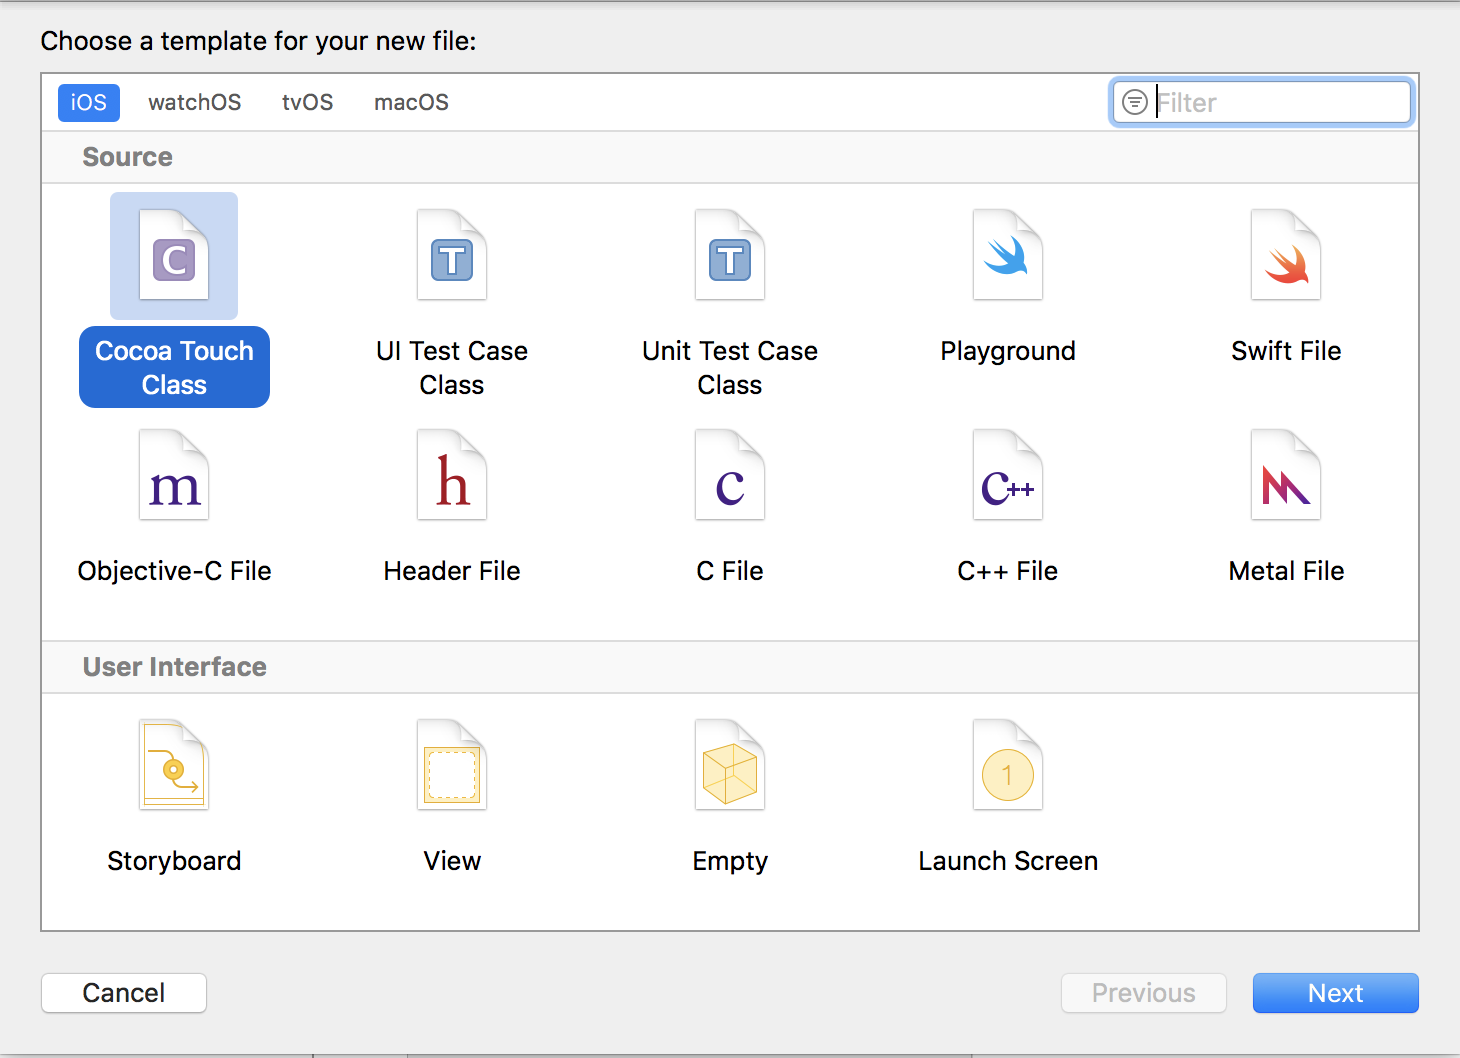 Choose a template for your new file:
iOS watchOS tvOS macOS Filter
Source
C T T
Cocoa Touch Class
UI Test Case Class
Unit Test Case Class
Playground
Swift File
m h c C++
Objective-C File
Header File
C File
C++ File
Metal File
User Interface
1
Storyboard
View
Empty
Launch Screen
Cancel Previous Next